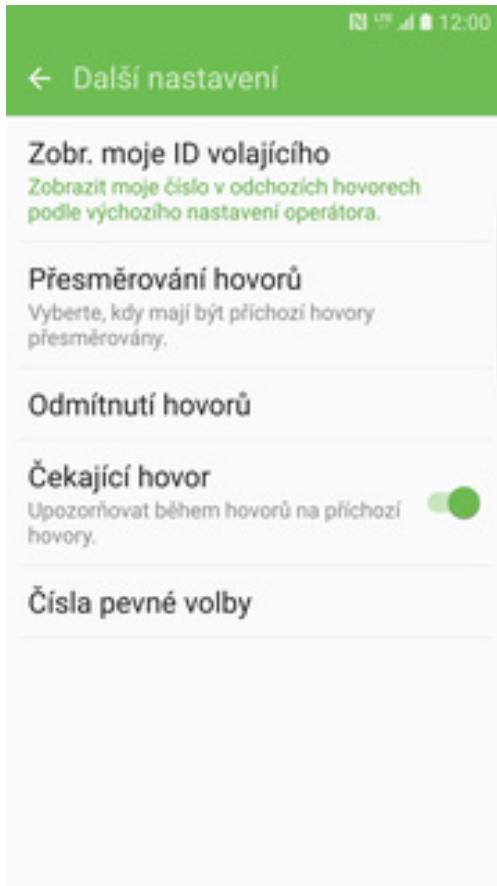 LTE 12:00
Další nastavení
Zobr. moje ID volajícího
Zobrazit moje číslo v odchozích hovorech
podle výchozího nastavení operátora.
Přesměrování hovorů
Vyberte, kdy mají být příchozí hovory
přesměrovány.
Odmítnutí hovorů
Čekající hovor
Upozorňovat během hovorů na příchozí
hovory.
Čísla pevné volby